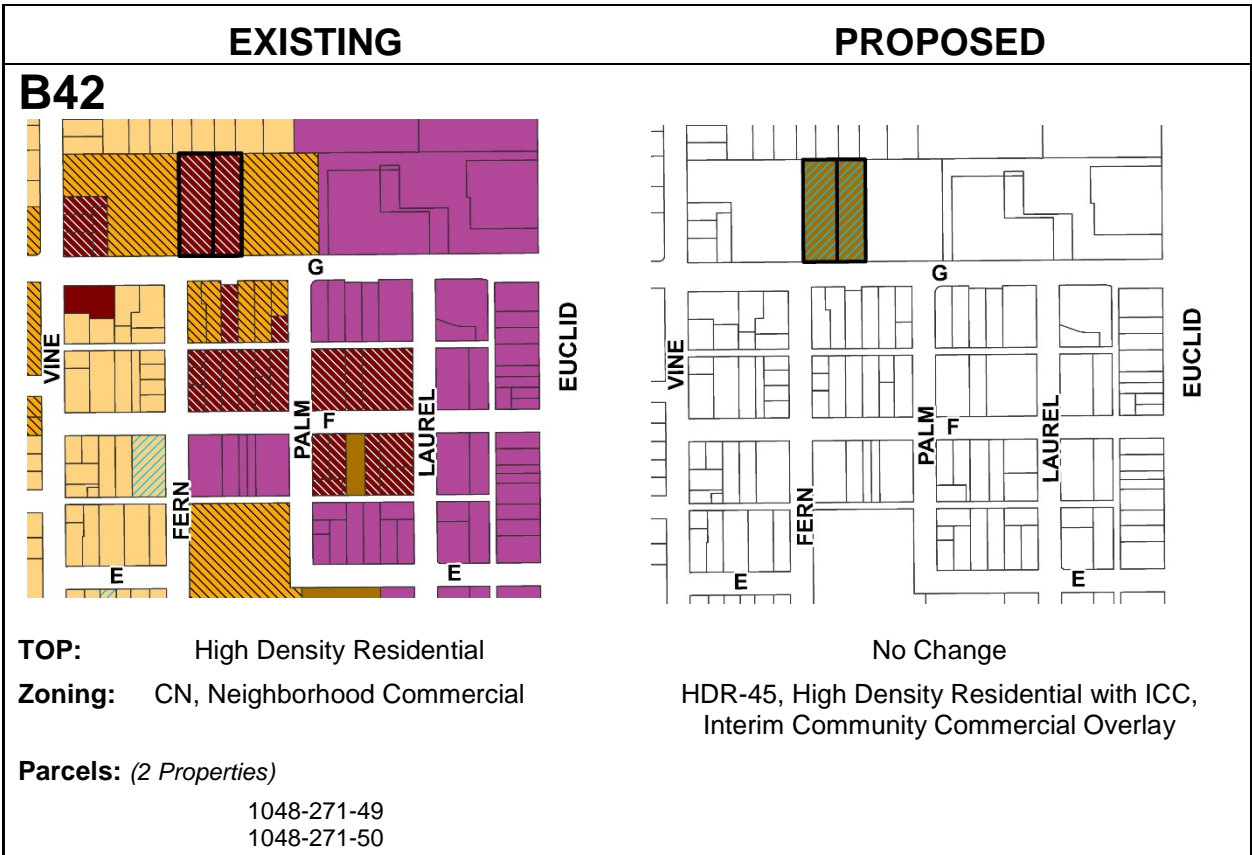 EXISTING
PROPOSED
B42
G
VINE
EUCLID
PALM
F
LAUREL
FERN
E
E
G
VINE
EUCLID
PALM
F
LAUREL
FERN
E
E
TOP: High Density Residential
No Change
Zoning: CN, Neighborhood Commercial
HDR-45, High Density Residential with ICC,
Interim Community Commercial Overlay
Parcels: (2 Properties)
1048-271-49
1048-271-50